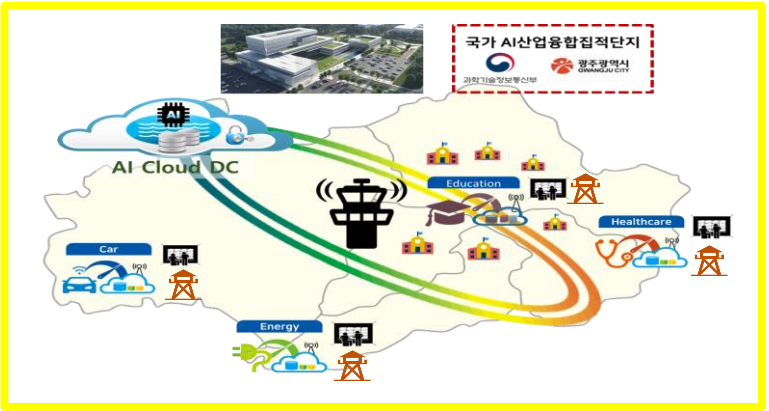 국가 AI산업융합집적단지
과학기술정보통신부
광주광역시
GWANGJU CITY
AI
AI Cloud DC
Education
Healthcare
Car
Energy